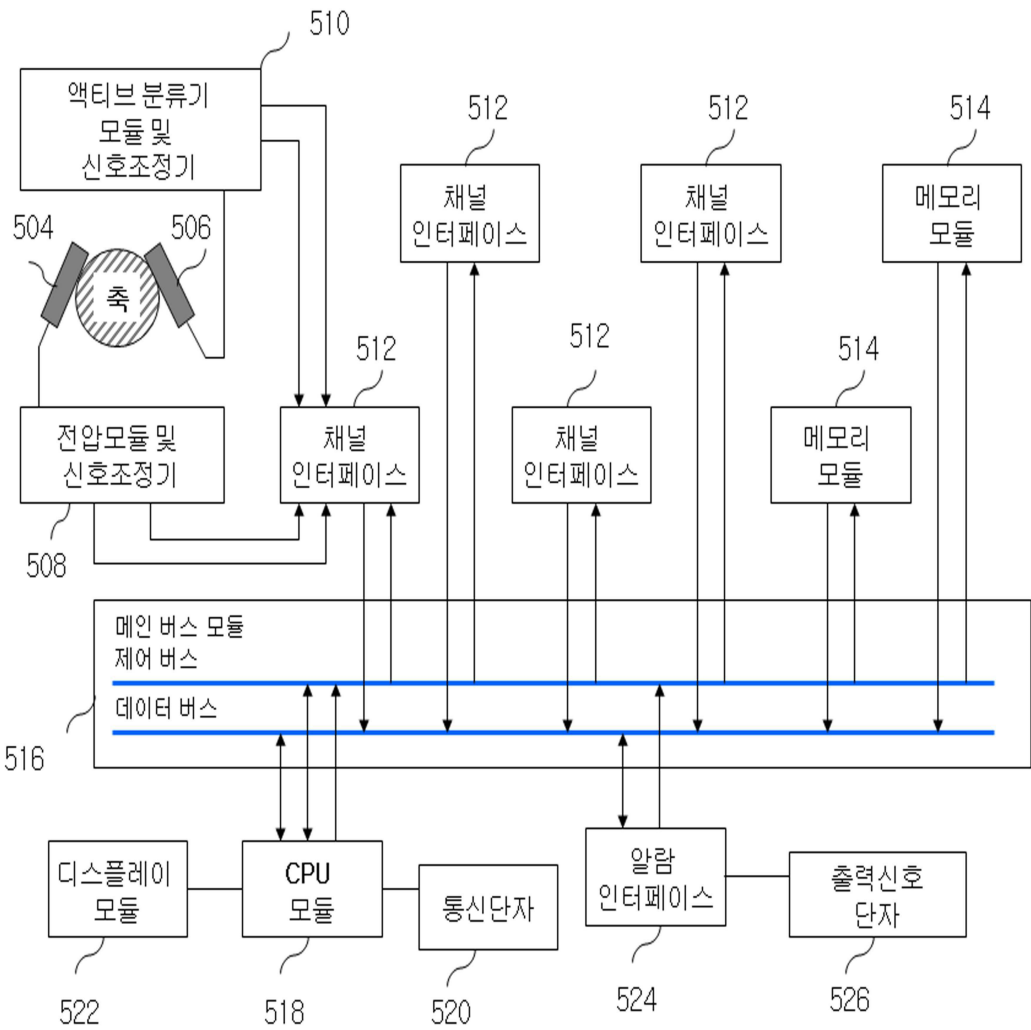 510
액티브 분류기
모듈 및
신호조정기
512
512
514
채널
인터페이스
채널
인터페이스
메모리
모듈
504
506
축
512
512
514
전압모듈 및
신호조정기
채널
인터페이스
채널
인터페이스
메모리
모듈
508
메인 버스 모듈
제어 버스
데이터 버스
516
디스플레이
모듈
CPU
모듈
통신단자
알람
인터페이스
출력신호
단자
522
518
520
524
526